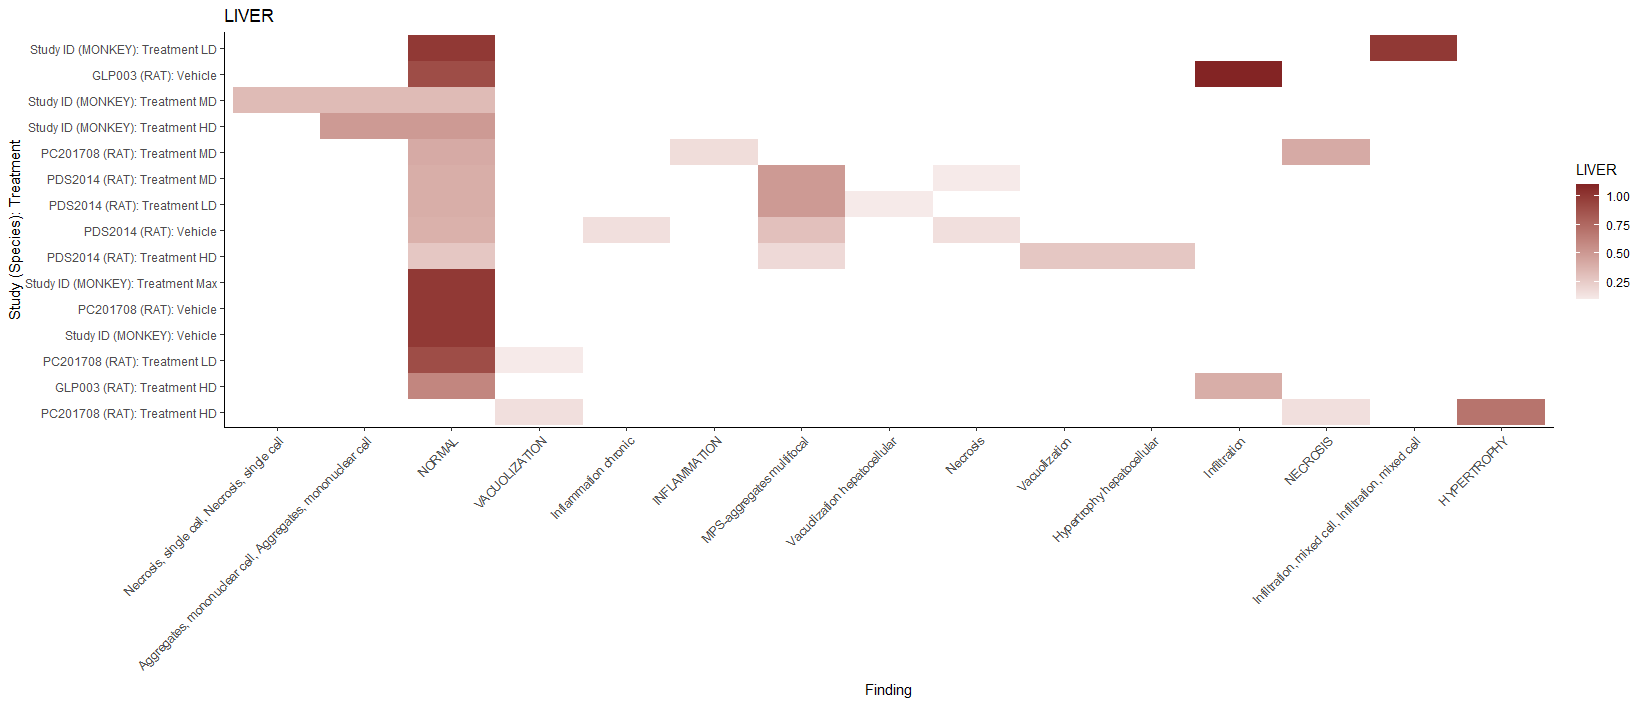 LIVER
Study (Species): Treatment
Study ID (MONKEY): Treatment LD
GLP003 (RAT): Vehicle
Study ID (MONKEY): Treatment MD
Study ID (MONKEY): Treatment HD
PC201708 (RAT): Treatment MD
PDS2014 (RAT): Treatment MD
PDS2014 (RAT): Treatment LD
PDS2014 (RAT): Vehicle
PDS2014 (RAT): Treatment HD
Study ID (MONKEY): Treatment Max
PC201708 (RAT): Vehicle
Study ID (MONKEY): Vehicle
PC201708 (RAT): Treatment LD
GLP003 (RAT): Treatment HD
PC201708 (RAT): Treatment HD
Necrosis, single cell, Necrosis, single cell
Aggregates, mononuclear cell, Aggregates, mononuclear cell
NORMAL
VACUOLIZATION
Inflammation chronic
INFLAMMATION
MPS-aggregates multifocal
Vacuolization hepatocellular
Necrosis
Vacuolization
Hypertrophy hepatocellular
Infiltration
NECROSIS
Infiltration, mixed cell, Infiltration, mixed cell
HYPERTROPHY
Finding
LIVER
1.00
0.75
0.50
0.25